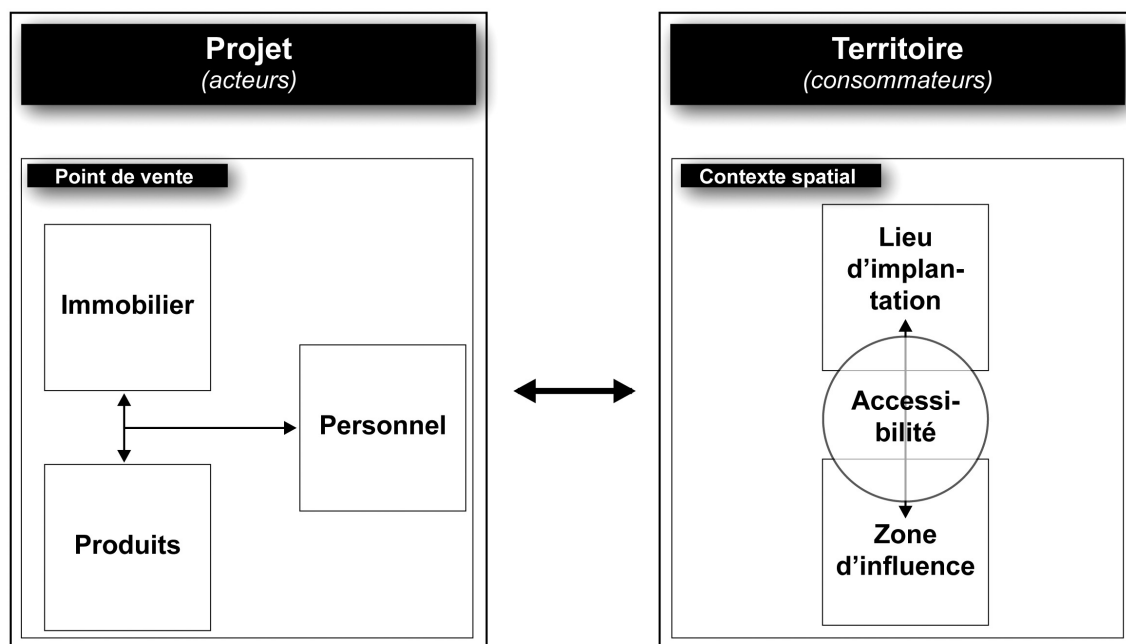 Projet
(acteurs)
Point de vente
Immobilier
Personnel
Produits
Territoire
(consommateurs)
Contexte spatial
Lieu
d’implan-
tation
Accessi-
bilité
Zone
d’influence